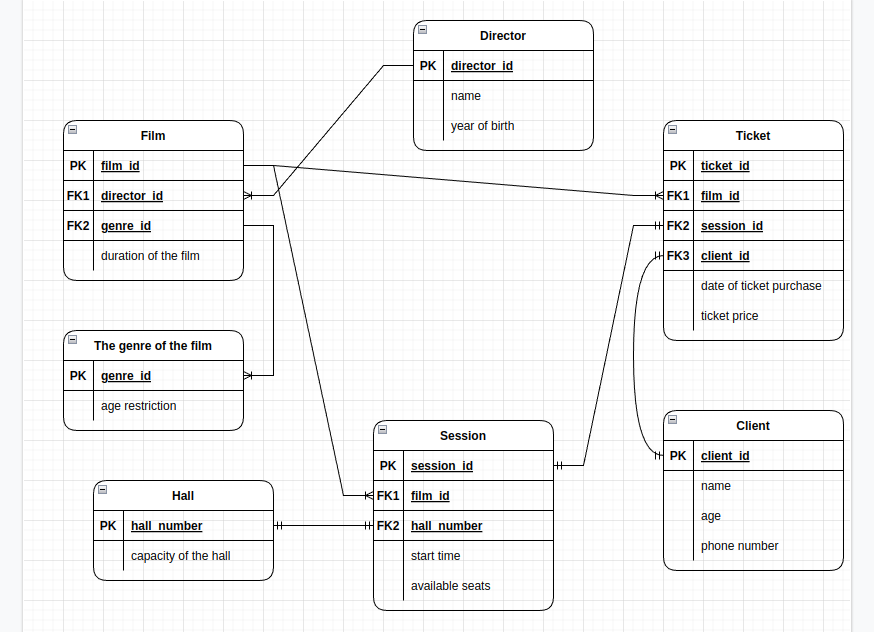 Director
PK director_id
name
year of birth
Film
PK film_id
FK1 director_id
FK2 genre_id
duration of the film
Ticket
PK ticket_id
FK1 film_id
FK2 session_id
FK3 client_id
date of ticket purchase
ticket price
The genre of the film
PK genre_id
age restriction
Session
PK session_id
FK1 film_id
FK2 hall_number
start time
available seats
Client
PK client_id
name
age
phone number
Hall
PK hall_number
capacity of the hall